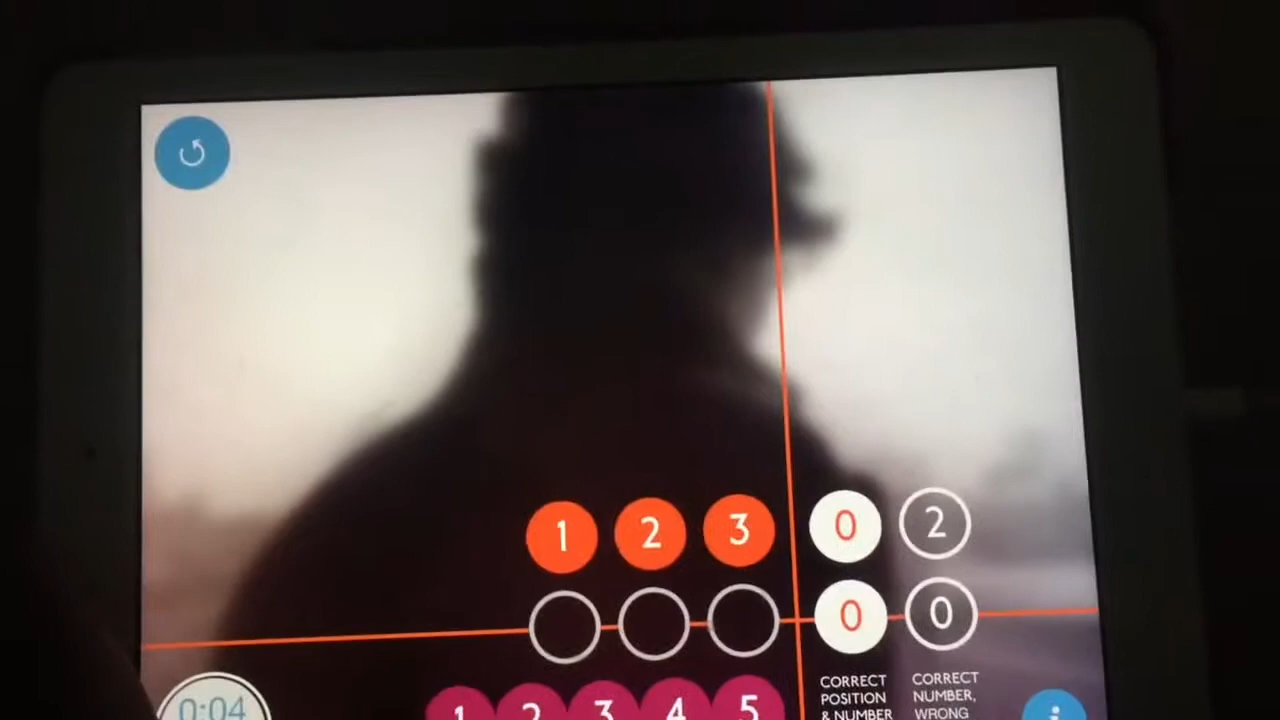 1 2 3 0 2
0 0
0:04
1 2 3 4 5
CORRECT
POSITION
& NUMBER
CORRECT
NUMBER,
WRONG
i